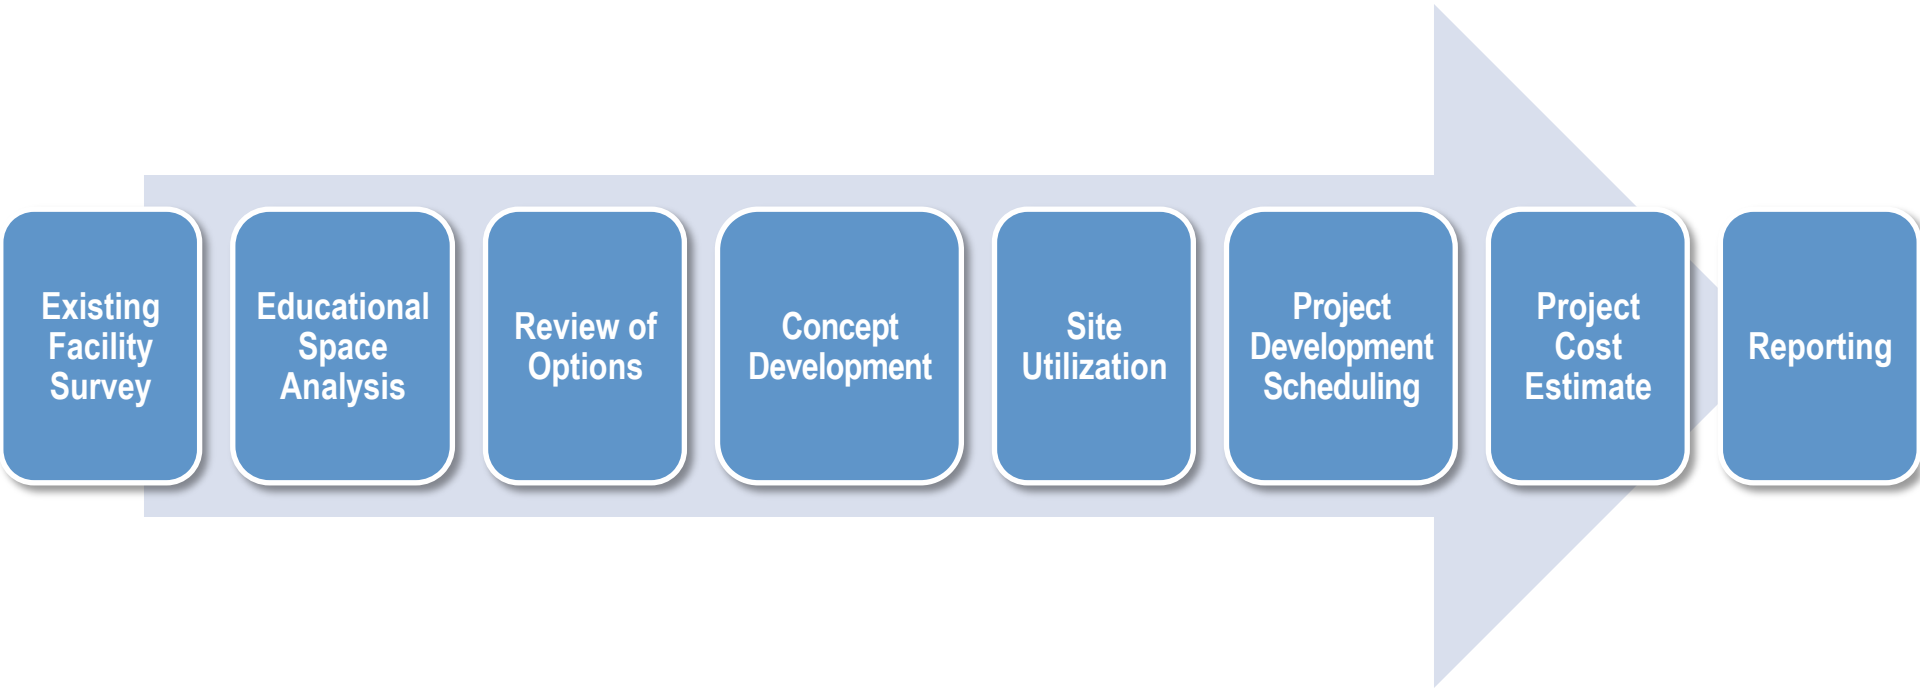 Existing
Facility
Survey
Educational
Space
Analysis
Review of
Options
Concept
Development
Site
Utilization
Project
Development
Scheduling
Project
Cost
Estimate
Reporting